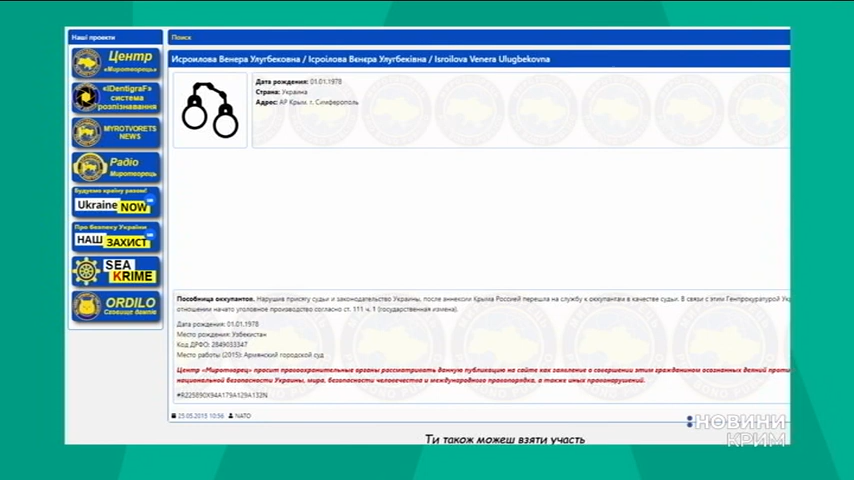 Наші проекти
Поиск
Центр
«Миротворець»
«IDentigraF»
система
розпізнавання
MYROTVORETS
NEWS
Радіо
Миротворець
Будуємо країну разом!
Ukraine NOW
Про безпеку України
НАШ ЗАХИСТ
SEA
KRIME
ORDILO
Исроилова Венера Улугбековна / Ісроілова Вєнєра Улугбеківна / Isroilova Venera Ulugbekovna
Дата рождения: 01.01.1978
Страна: Украина
Адрес: АР Крым, г. Симферополь
Пособница оккупантов. Нарушив присягу судьи и законодательство Украины, после аннексии Крыма Россией перешла на службу к оккупантам в качестве судьи. В связи с этим Генпрокуратурой Ук
отношении начато уголовное производство согласно ст. 111 ч. 1 (государственная измена).
Дата рождения: 01.01.1978
Место рождения: Узбекистан
Код ДРФО: 2849033347
Место работы (2015): Армянский городской суд
Центр «Миротворец» просит правоохранительные органы рассматривать данную публикацию на сайте как заявление о совершении этим гражданином осознанных деяний проти
национальной безопасности Украины, мира, безопасности человечества и международного правопорядка, а также иных правонарушений.
25.05.2015 10:56 NATO
Ти також можеш взяти участь
НОВИНИ
КРИМ